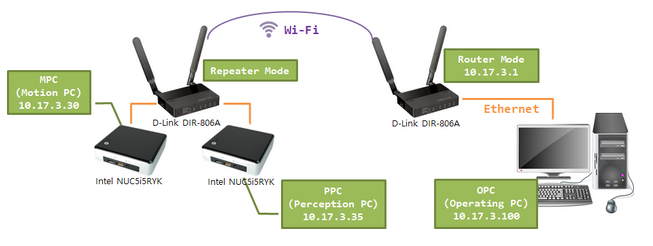 Wi-Fi
MPC
(Motion PC)
10.17.3.30
Repeater Mode
Router Mode
10.17.3.1
D-Link DIR-806A
D-Link DIR-806A
Ethernet
Intel NUC5i5RYK
Intel NUC5i5RYK
PPC
(Perception PC)
10.17.3.35
OPC
(Operating PC)
10.17.3.100